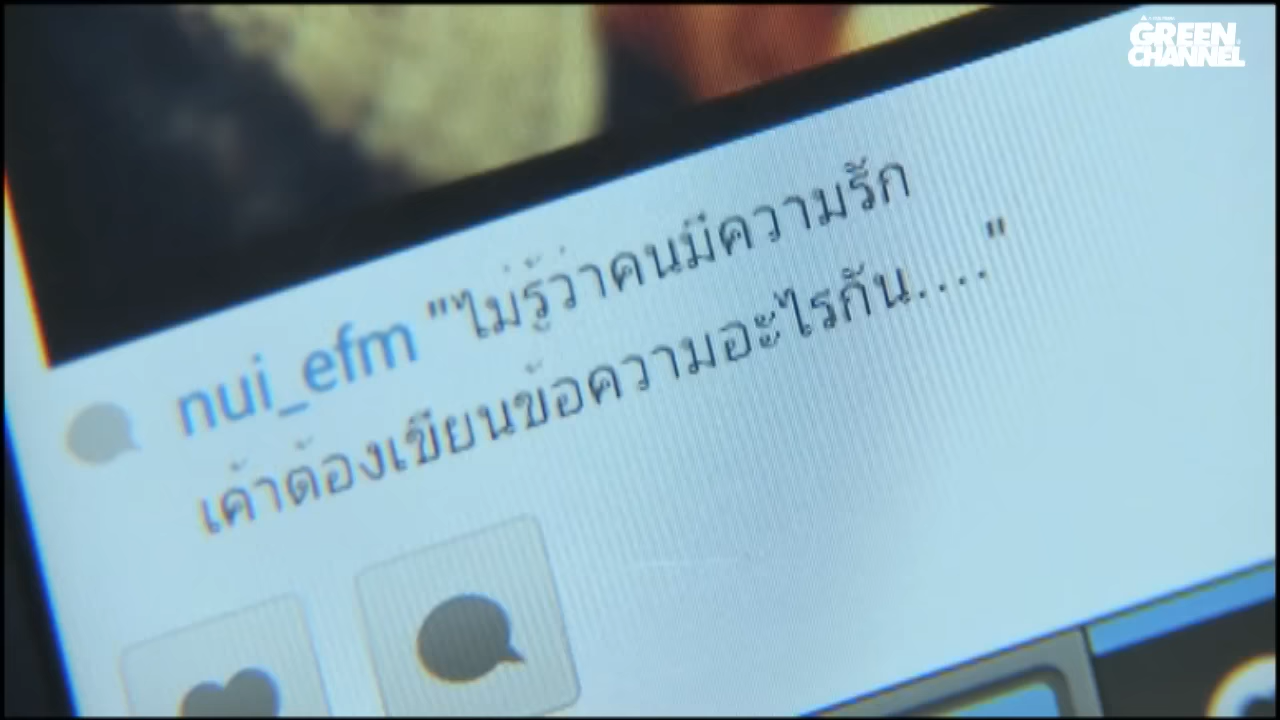 GREEN
CHANNEL
nui_efm "ไม่รู้ว่าคนมีความรัก
เค้าต้องเขียนข้อความอะไรกัน...."